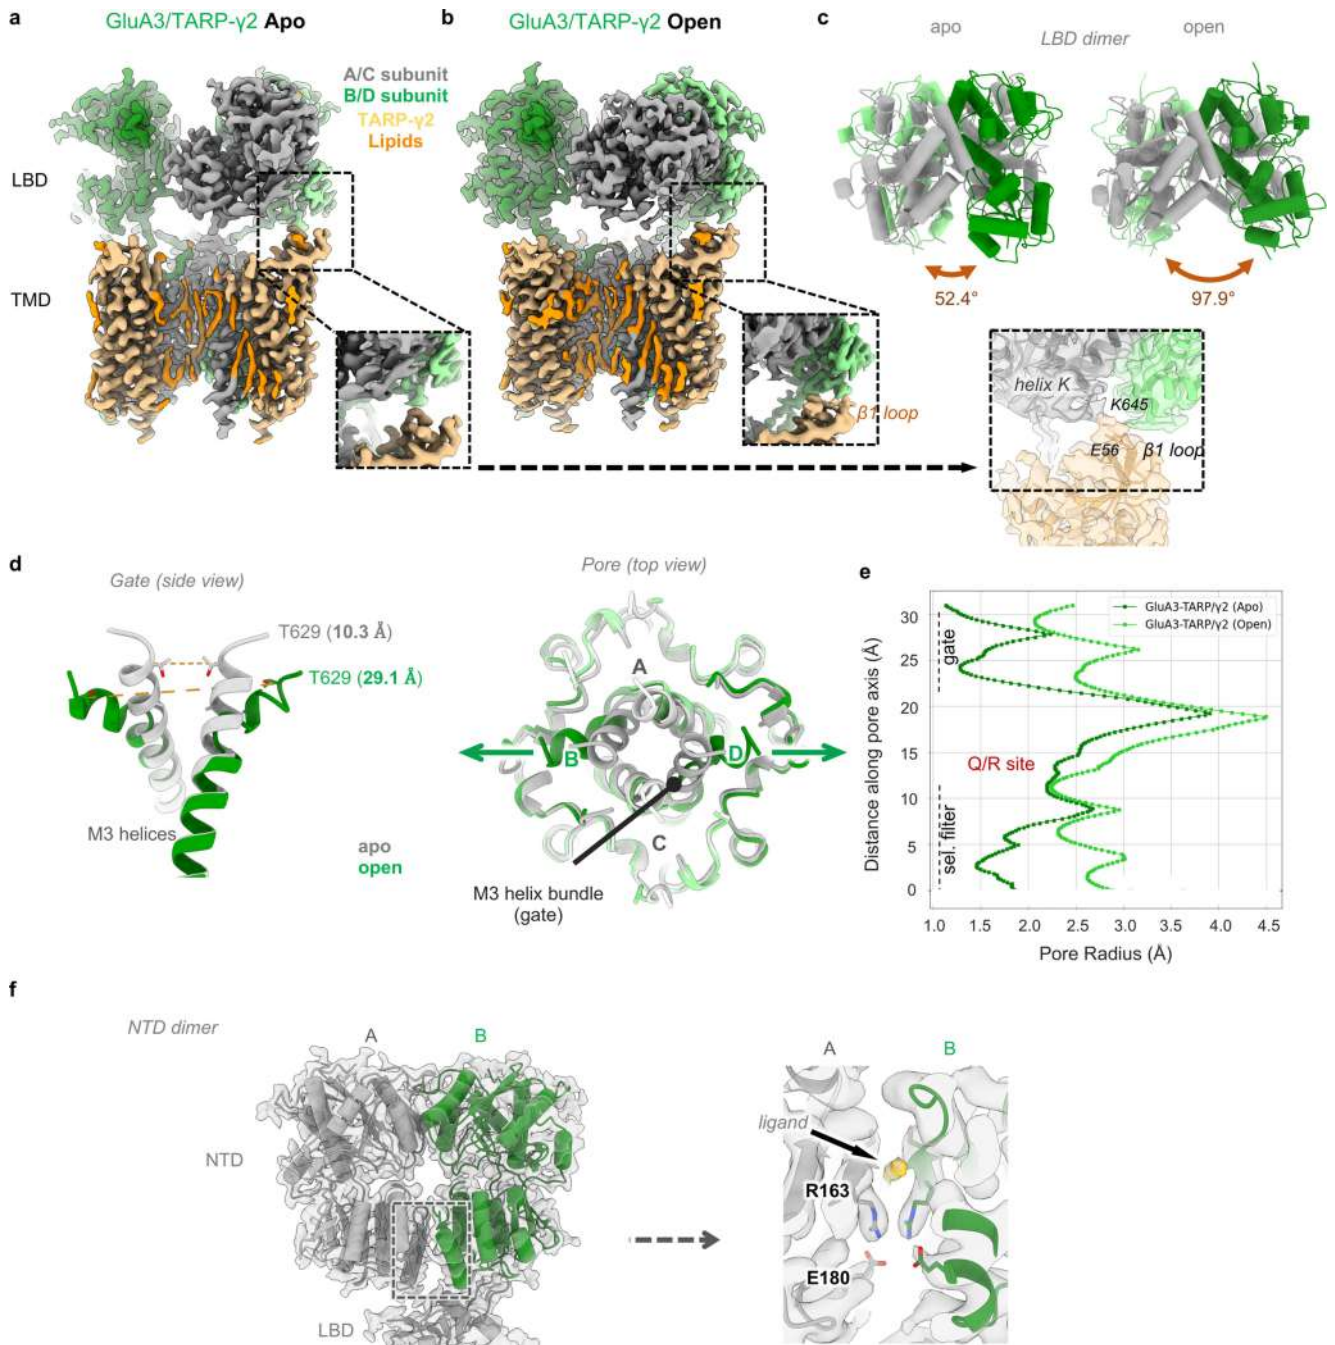 a
GluA3/TARP-γ2 Apo
A/C subunit
B/D subunit
TARP-γ2
Lipids
LBD
TMD
b
GluA3/TARP-γ2 Open
β1 loop
c
apo
LBD dimer
open
52.4°
97.9°
helix K
K645
E56
β1 loop
d
Gate (side view)
T629 (10.3 Å)
T629 (29.1 Å)
M3 helices
apo
open
Pore (top view)
A
B
D
C
M3 helix bundle
(gate)
e
Distance along pore axis (Å)
30
25
20
15
10
5
0
gate
sel. filter
Q/R site
GluA3-TARP/γ2 (Apo)
GluA3-TARP/γ2 (Open)
1.0 1.5 2.0 2.5 3.0 3.5 4.0 4.5
Pore Radius (Å)
f
NTD dimer
A
B
NTD
LBD
A
B
ligand
R163
E180